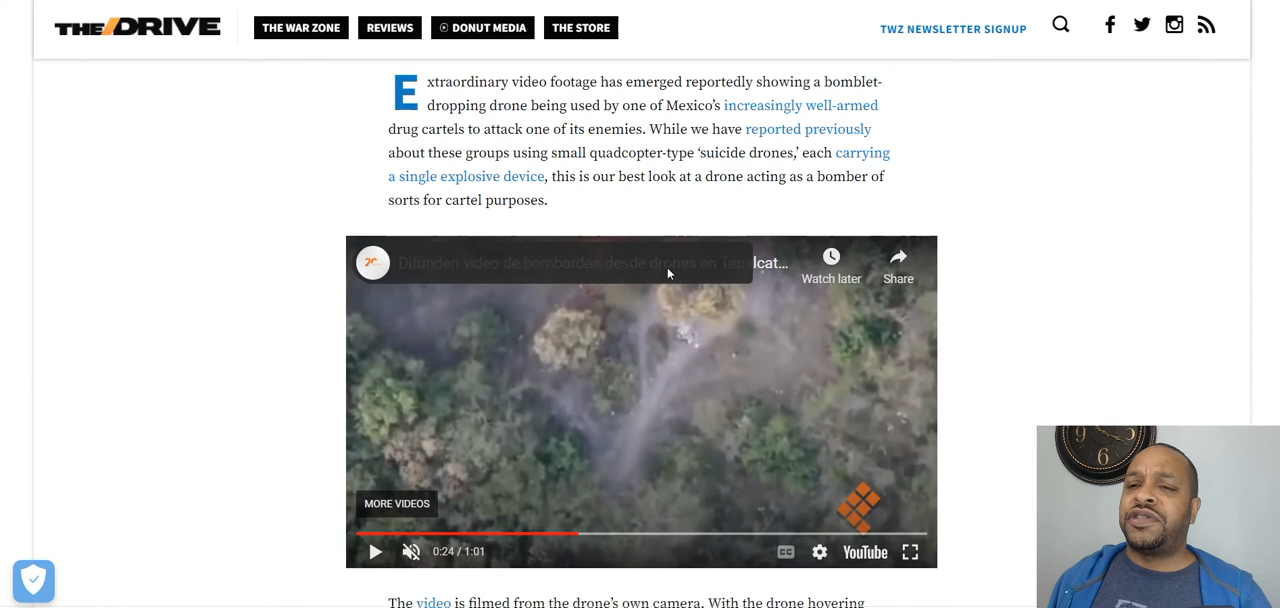 THE/DRIVE
THE WAR ZONE
REVIEWS
DONUT MEDIA
THE STORE
TWZ NEWSLETTER SIGNUP
Extraordinary video footage has emerged reportedly showing a bomblet-
dropping drone being used by one of Mexico’s increasingly well-armed
drug cartels to attack one of its enemies. While we have reported previously
about these groups using small quadcopter-type ‘suicide drones,’ each carrying
a single explosive device, this is our best look at a drone acting as a bomber of
sorts for cartel purposes.
Difunden video de bombardeo desde drones en Tepalcat...
Watch later
Share
MORE VIDEOS
0:24 / 1:01
CC
YouTube
The video is filmed from the drone’s own camera. With the drone hovering
9
3
6